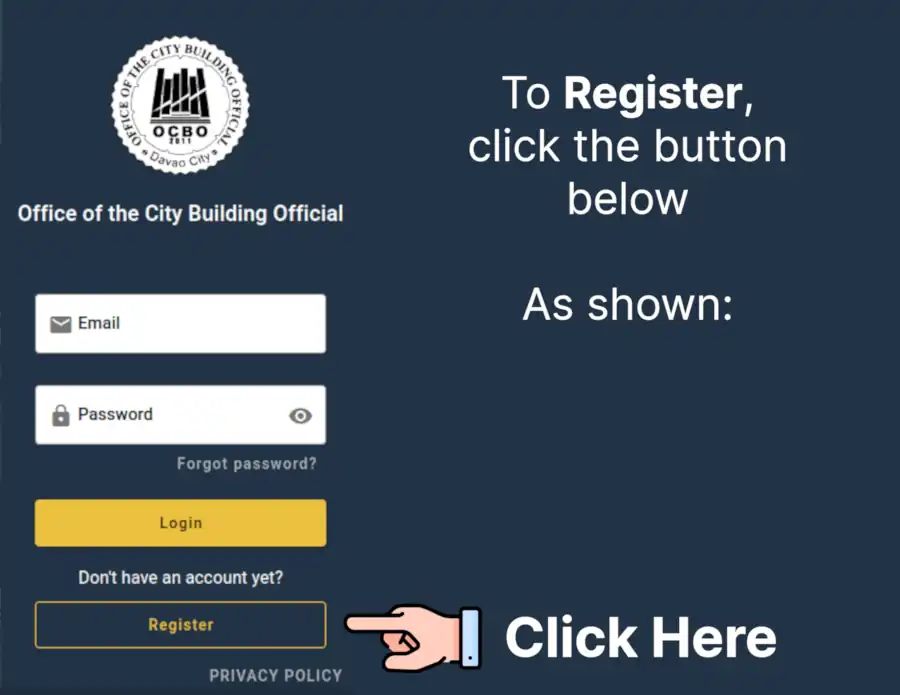 OFFICE OF THE CITY BUILDING OFFICIAL
OCBO
2011
Davao City
Office of the City Building Official
Email
Password
Forgot password?
Login
Don't have an account yet?
Register
PRIVACY POLICY
To Register,
click the button
below
As shown:
Click Here